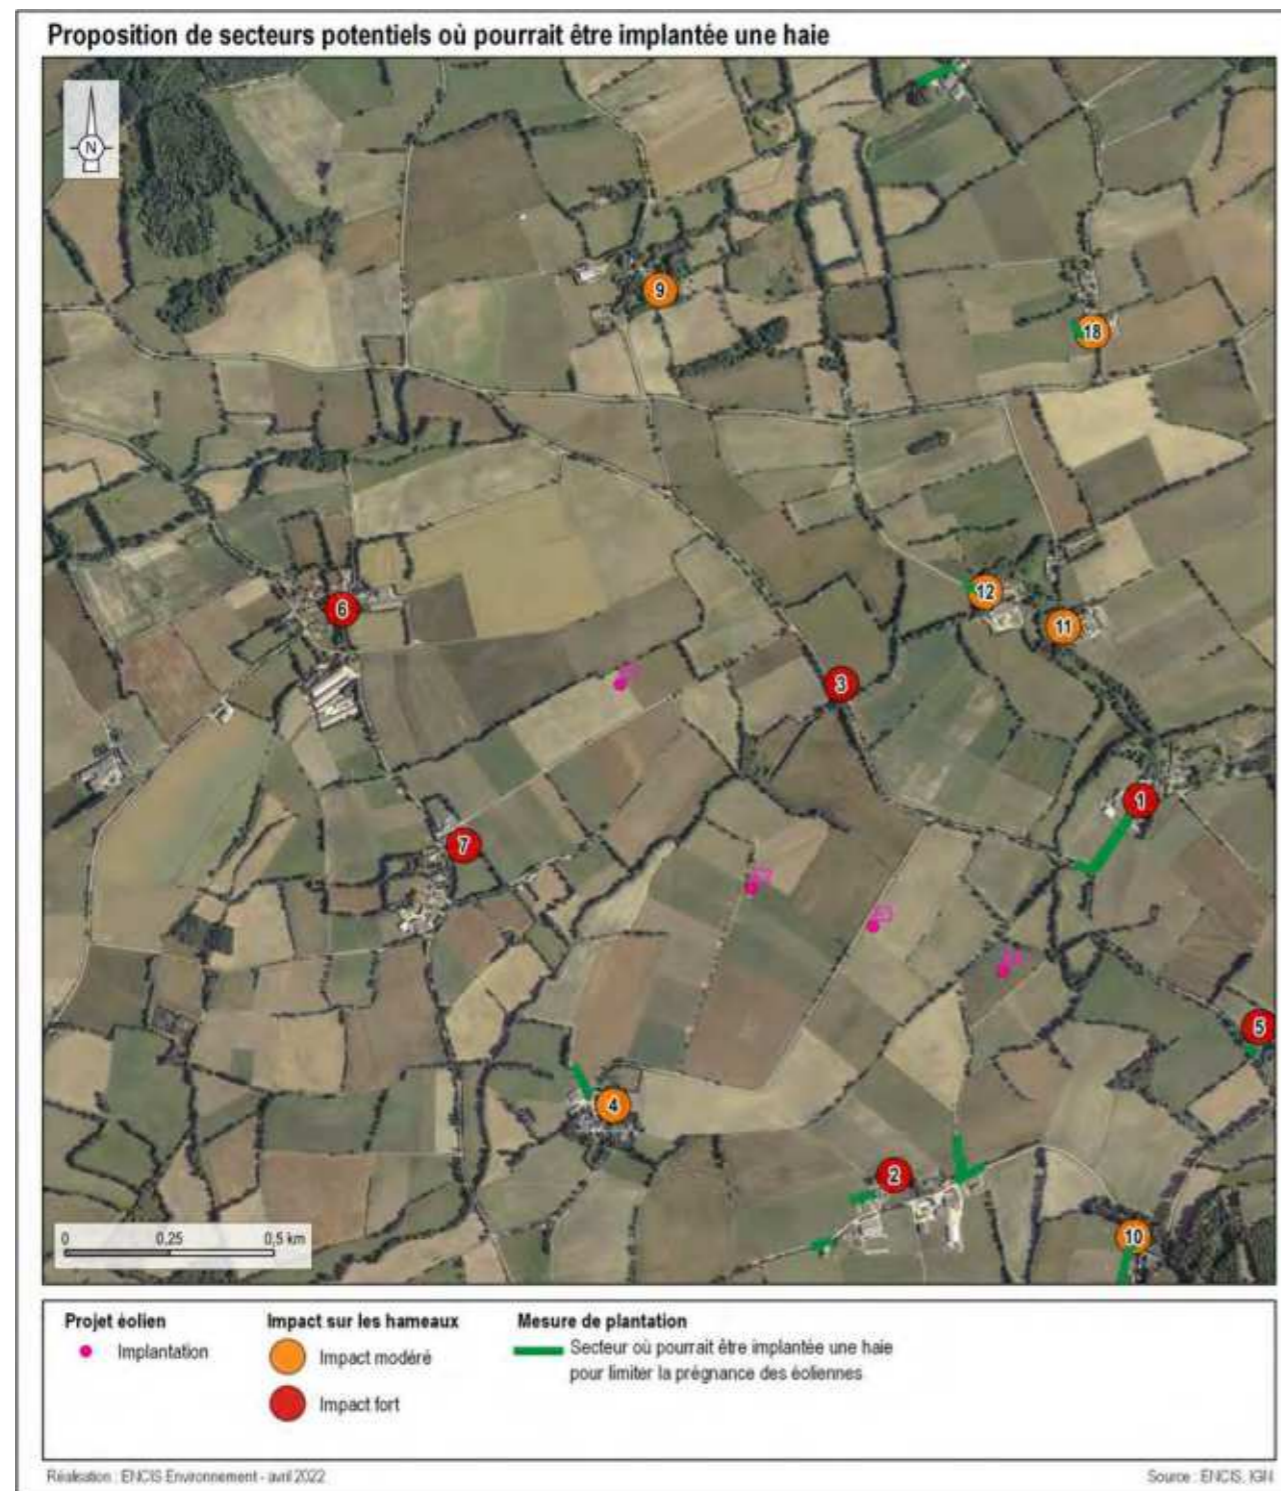 Proposition de secteurs potentiels où pourrait être implantée une haie
N
9
18
6
12
11
3
1
7
5
4
2
10
0 0,25 0,5 km
Projet éolien
Implantation
Impact sur les hameaux
Impact modéré
Impact fort
Mesure de plantation
Secteur où pourrait être implantée une haie
pour limiter la prégnance des éoliennes
Réalisation : ENCIS Environnement - avril 2022
Source : ENCIS, IGN